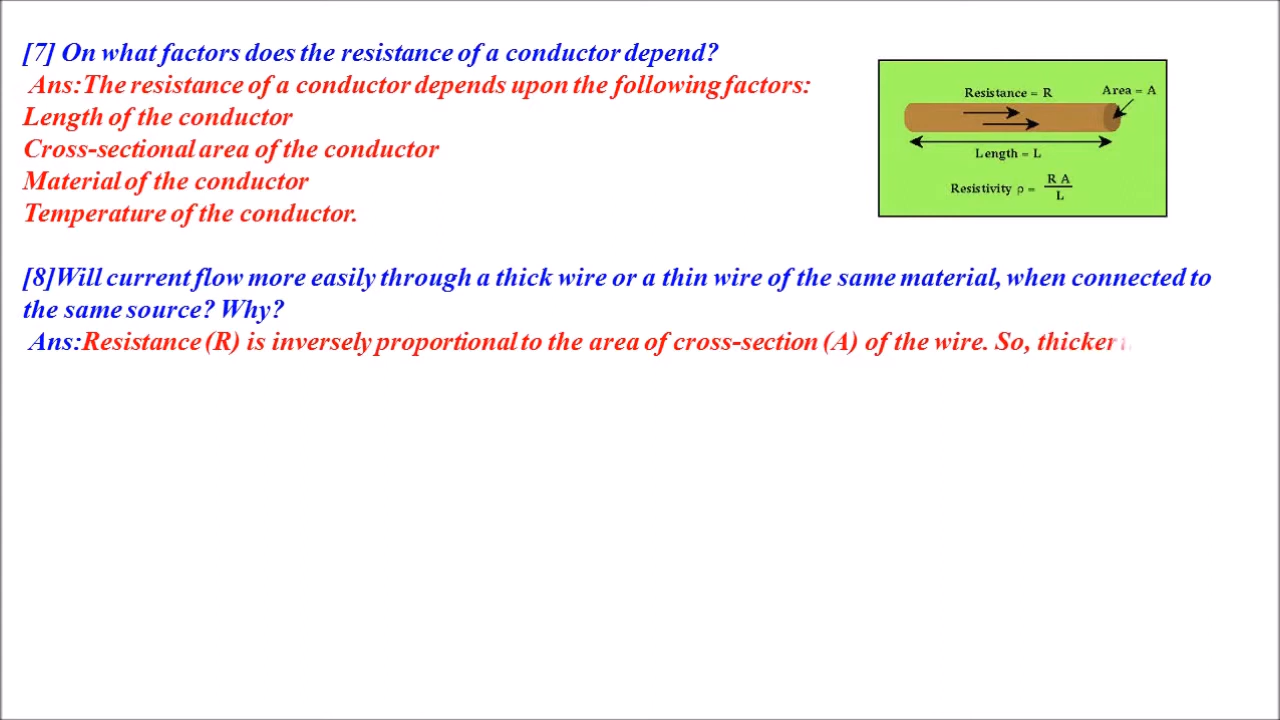 [7] On what factors does the resistance of a conductor depend?
Ans:The resistance of a conductor depends upon the following factors:
Length of the conductor
Cross-sectional area of the conductor
Material of the conductor
Temperature of the conductor.
Resistance = R
Area = A
Length = L
Resistivity ρ = R A / L
[8]Will current flow more easily through a thick wire or a thin wire of the same material, when connected to
the same source? Why?
Ans:Resistance (R) is inversely proportional to the area of cross-section (A) of the wire. So, thicker